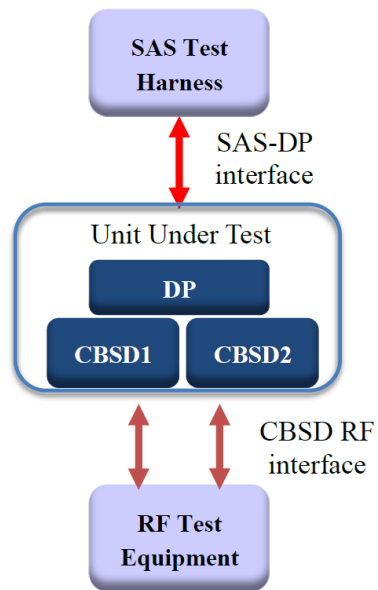 SAS Test
Harness
SAS-DP
interface
Unit Under Test
DP
CBSD1 CBSD2
CBSD RF
interface
RF Test
Equipment